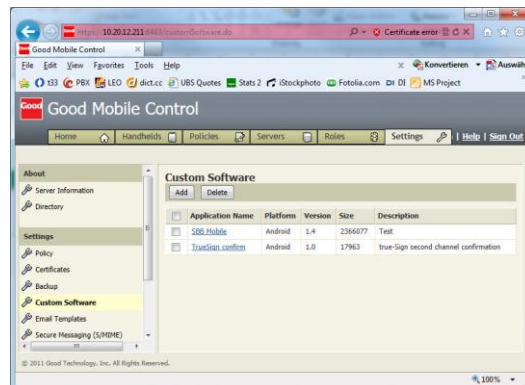 https 10.20.12.211:8443/customSoftware.do
Certificate error
Good Mobile Control
File Edit View Favorites Tools Help
Konvertieren
t33 PBX LEO dict.cc UBS Quotes Stats 2 iStockphoto Fotolia.com DI DI MS Project
Good
Good Mobile Control
Home Handhelds Policies Servers Roles Settings | Help | Sign Out
About
Server Information
Directory
Settings
Policy
Certificates
Backup
Custom Software
Email Templates
Secure Messaging (S/MIME)
Custom Software
Add Delete
Application Name Platform Version Size Description
SBB Mobile Android 1.4 2366077 Test
TrueSign confirm Android 1.0 17963 true-Sign second channel confirmation
© 2011 Good Technology, Inc. All Rights Reserved.
100%